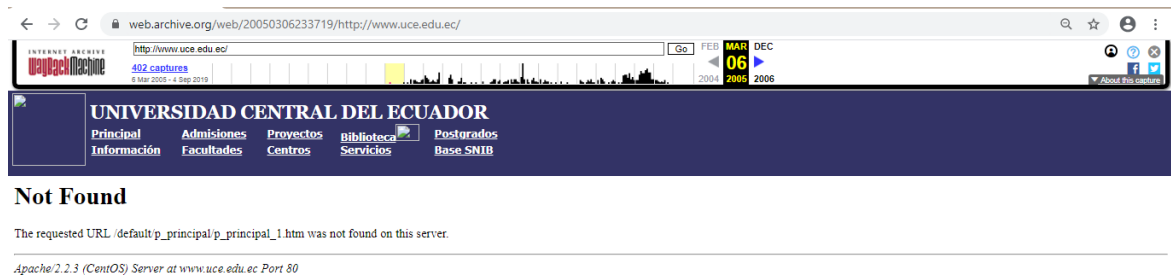 web.archive.org/web/20050306233719/http://www.uce.edu.ec/
INTERNET ARCHIVE
WayBackMachine
http://www.uce.edu.ec/
Go
FEB MAR DEC
06
2004 2005 2006
402 captures
6 Mar 2005 - 4 Sep 2019
About this capture
UNIVERSIDAD CENTRAL DEL ECUADOR
Principal Admisiones Proyectos Biblioteca Postgrados
Información Facultades Centros Servicios Base SNIB
Not Found
The requested URL /default/p_principal/p_principal_1.htm was not found on this server.
Apache/2.2.3 (CentOS) Server at www.uce.edu.ec Port 80